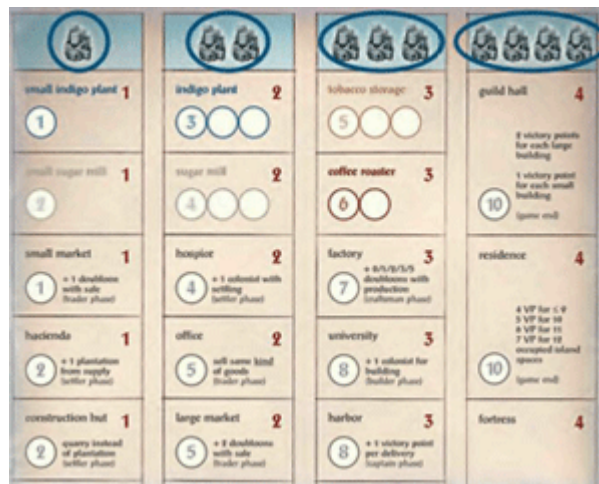 small indigo plant 1
1
small sugar mill 1
2
small market 1
1
+ 1 doubloons
with sale
(trader phase)
hacienda 1
2
+ 1 plantation
from supply
(settler phase)
construction hut 1
2
quarry instead
of plantation
(settler phase)
indigo plant 2
3
sugar mill 2
4
hospice 2
4
+ 1 colonist with
settling
(settler phase)
office 2
5
sell same kind
of goods
(trader phase)
large market 2
5
+ 2 doubloons
with sale
(trader phase)
tobacco storage 3
5
coffee roaster 3
6
factory 3
7
+ 0/1/2/3/5
doubloons with
production
(craftsman phase)
university 3
8
+ 1 colonist for
building
(builder phase)
harbor 3
8
+ 1 victory point
per delivery
(captain phase)
guild hall 4
10
2 victory points
for each large
building
1 victory point
for each small
building
(game end)
residence 4
10
4 VP for ≤ 9
5 VP for 10
6 VP for 11
7 VP for 12
occupied island
spaces
(game end)
fortress 4